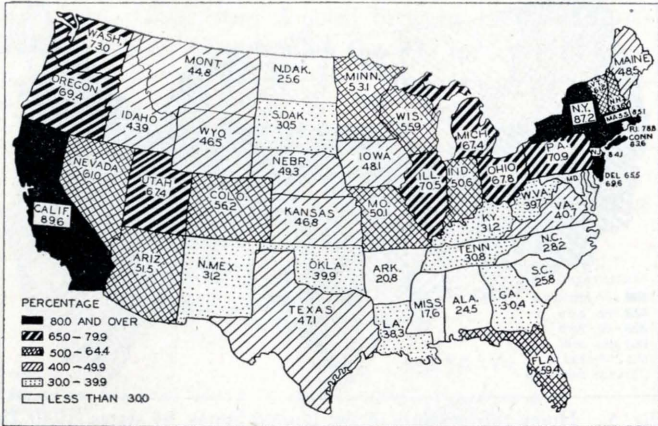 WASH.
73.0
OREGON
69.4
CALIF.
89.6
NEVADA
61.0
IDAHO
43.9
MONT.
44.8
WYO.
46.5
UTAH
67.4
COLO.
56.2
ARIZ.
51.5
N.MEX.
31.2
N.DAK.
25.6
S.DAK.
30.5
NEBR.
49.3
KANSAS
46.8
OKLA.
39.9
TEXAS
47.1
MINN.
53.1
IOWA
48.1
MO.
50.1
ARK.
20.8
LA.
38.3
WIS.
55.9
ILL.
70.5
MICH.
67.4
IND.
50.6
OHIO
67.8
KY.
31.2
TENN.
30.8
MISS.
17.6
ALA.
24.5
GA.
30.4
FLA.
59.4
S.C.
25.8
N.C.
28.2
VA.
40.7
W.VA.
39.7
PA.
70.9
N.Y.
87.2
MAINE
48.5
N.H.
MASS. 85.1
R.I. 78.8
CONN.
83.6
84.1
DEL. 65.5
69.6
MD.
PERCENTAGE
80.0 AND OVER
65.0 – 79.9
50.0 – 64.4
40.0 – 49.9
30.0 – 39.9
LESS THAN 30.0